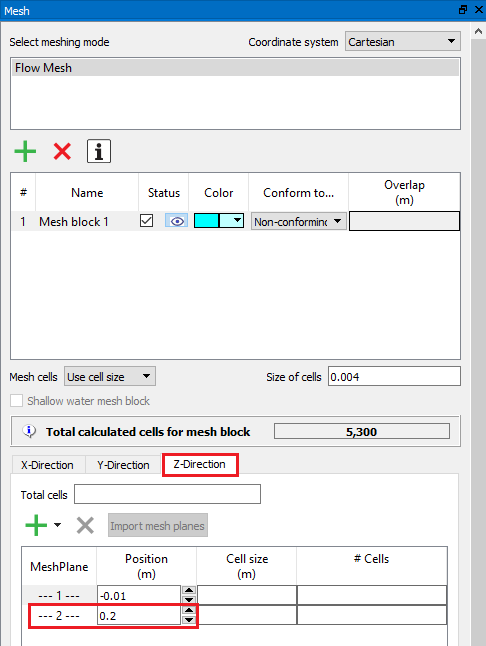 Mesh
Select meshing mode Coordinate system Cartesian
Flow Mesh
# Name Status Color Conform to... Overlap (m)
1 Mesh block 1 Non-conforming
Mesh cells Use cell size Size of cells 0.004
Shallow water mesh block
Total calculated cells for mesh block 5,300
X-Direction Y-Direction Z-Direction
Total cells
Import mesh planes
MeshPlane Position (m) Cell size (m) # Cells
--- 1 --- -0.01
--- 2 --- 0.2